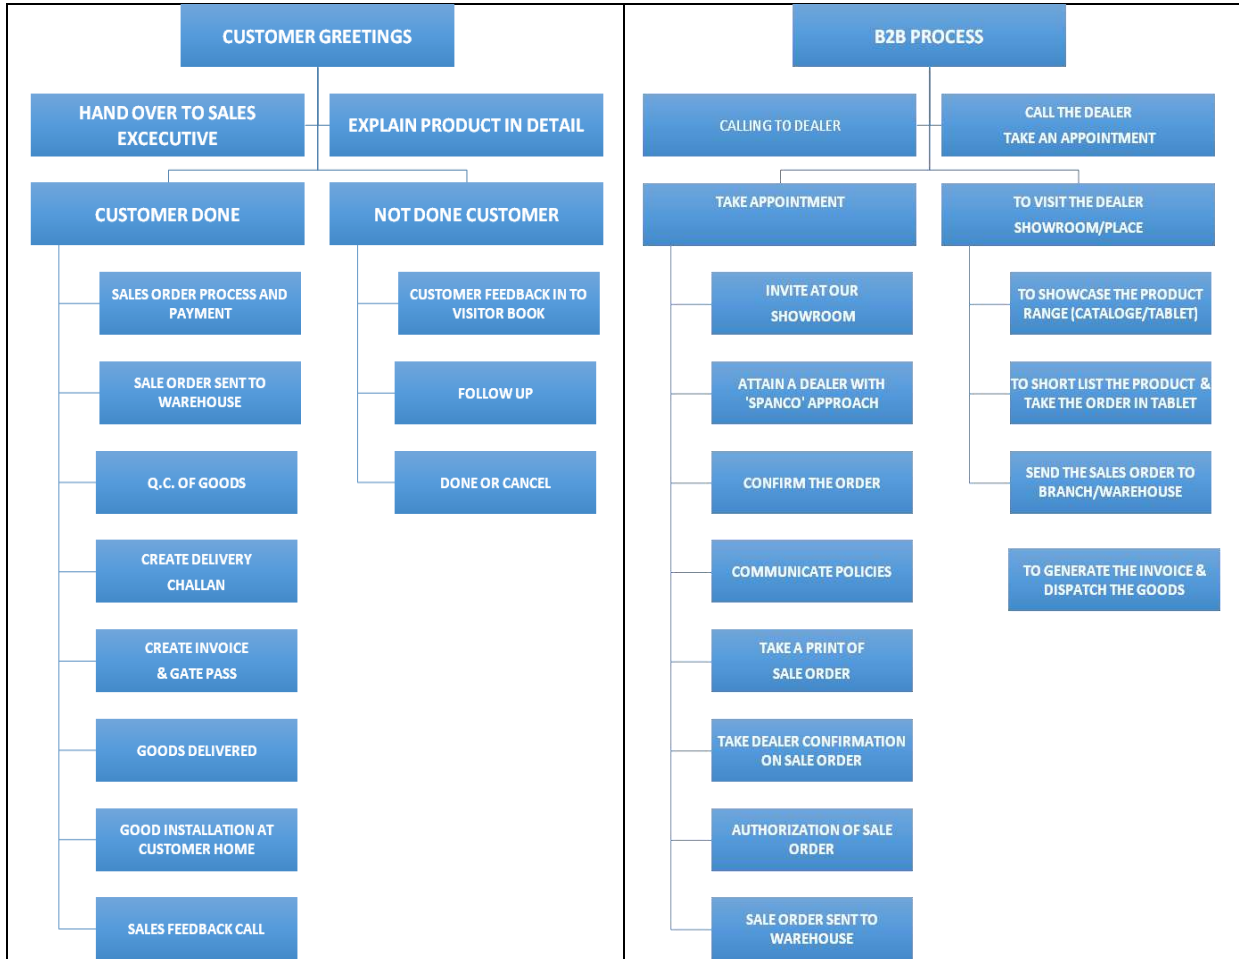 CUSTOMER GREETINGS
HAND OVER TO SALES
EXCECUTIVE
EXPLAIN PRODUCT IN DETAIL
CUSTOMER DONE
NOT DONE CUSTOMER
SALES ORDER PROCESS AND
PAYMENT
SALE ORDER SENT TO
WAREHOUSE
Q.C. OF GOODS
CREATE DELIVERY
CHALLAN
CREATE INVOICE
& GATE PASS
GOODS DELIVERED
GOOD INSTALLATION AT
CUSTOMER HOME
SALES FEEDBACK CALL
CUSTOMER FEEDBACK IN TO
VISITOR BOOK
FOLLOW UP
DONE OR CANCEL
B2B PROCESS
CALLING TO DEALER
CALL THE DEALER
TAKE AN APPOINTMENT
TAKE APPOINTMENT
TO VISIT THE DEALER
SHOWROOM/PLACE
INVITE AT OUR
SHOWROOM
ATTAIN A DEALER WITH
'SPANCO' APPROACH
CONFIRM THE ORDER
COMMUNICATE POLICIES
TAKE A PRINT OF
SALE ORDER
TAKE DEALER CONFIRMATION
ON SALE ORDER
AUTHORIZATION OF SALE
ORDER
SALE ORDER SENT TO
WAREHOUSE
TO SHOWCASE THE PRODUCT
RANGE (CATALOGE/TABLET)
TO SHORT LIST THE PRODUCT &
TAKE THE ORDER IN TABLET
SEND THE SALES ORDER TO
BRANCH/WAREHOUSE
TO GENERATE THE INVOICE &
DISPATCH THE GOODS